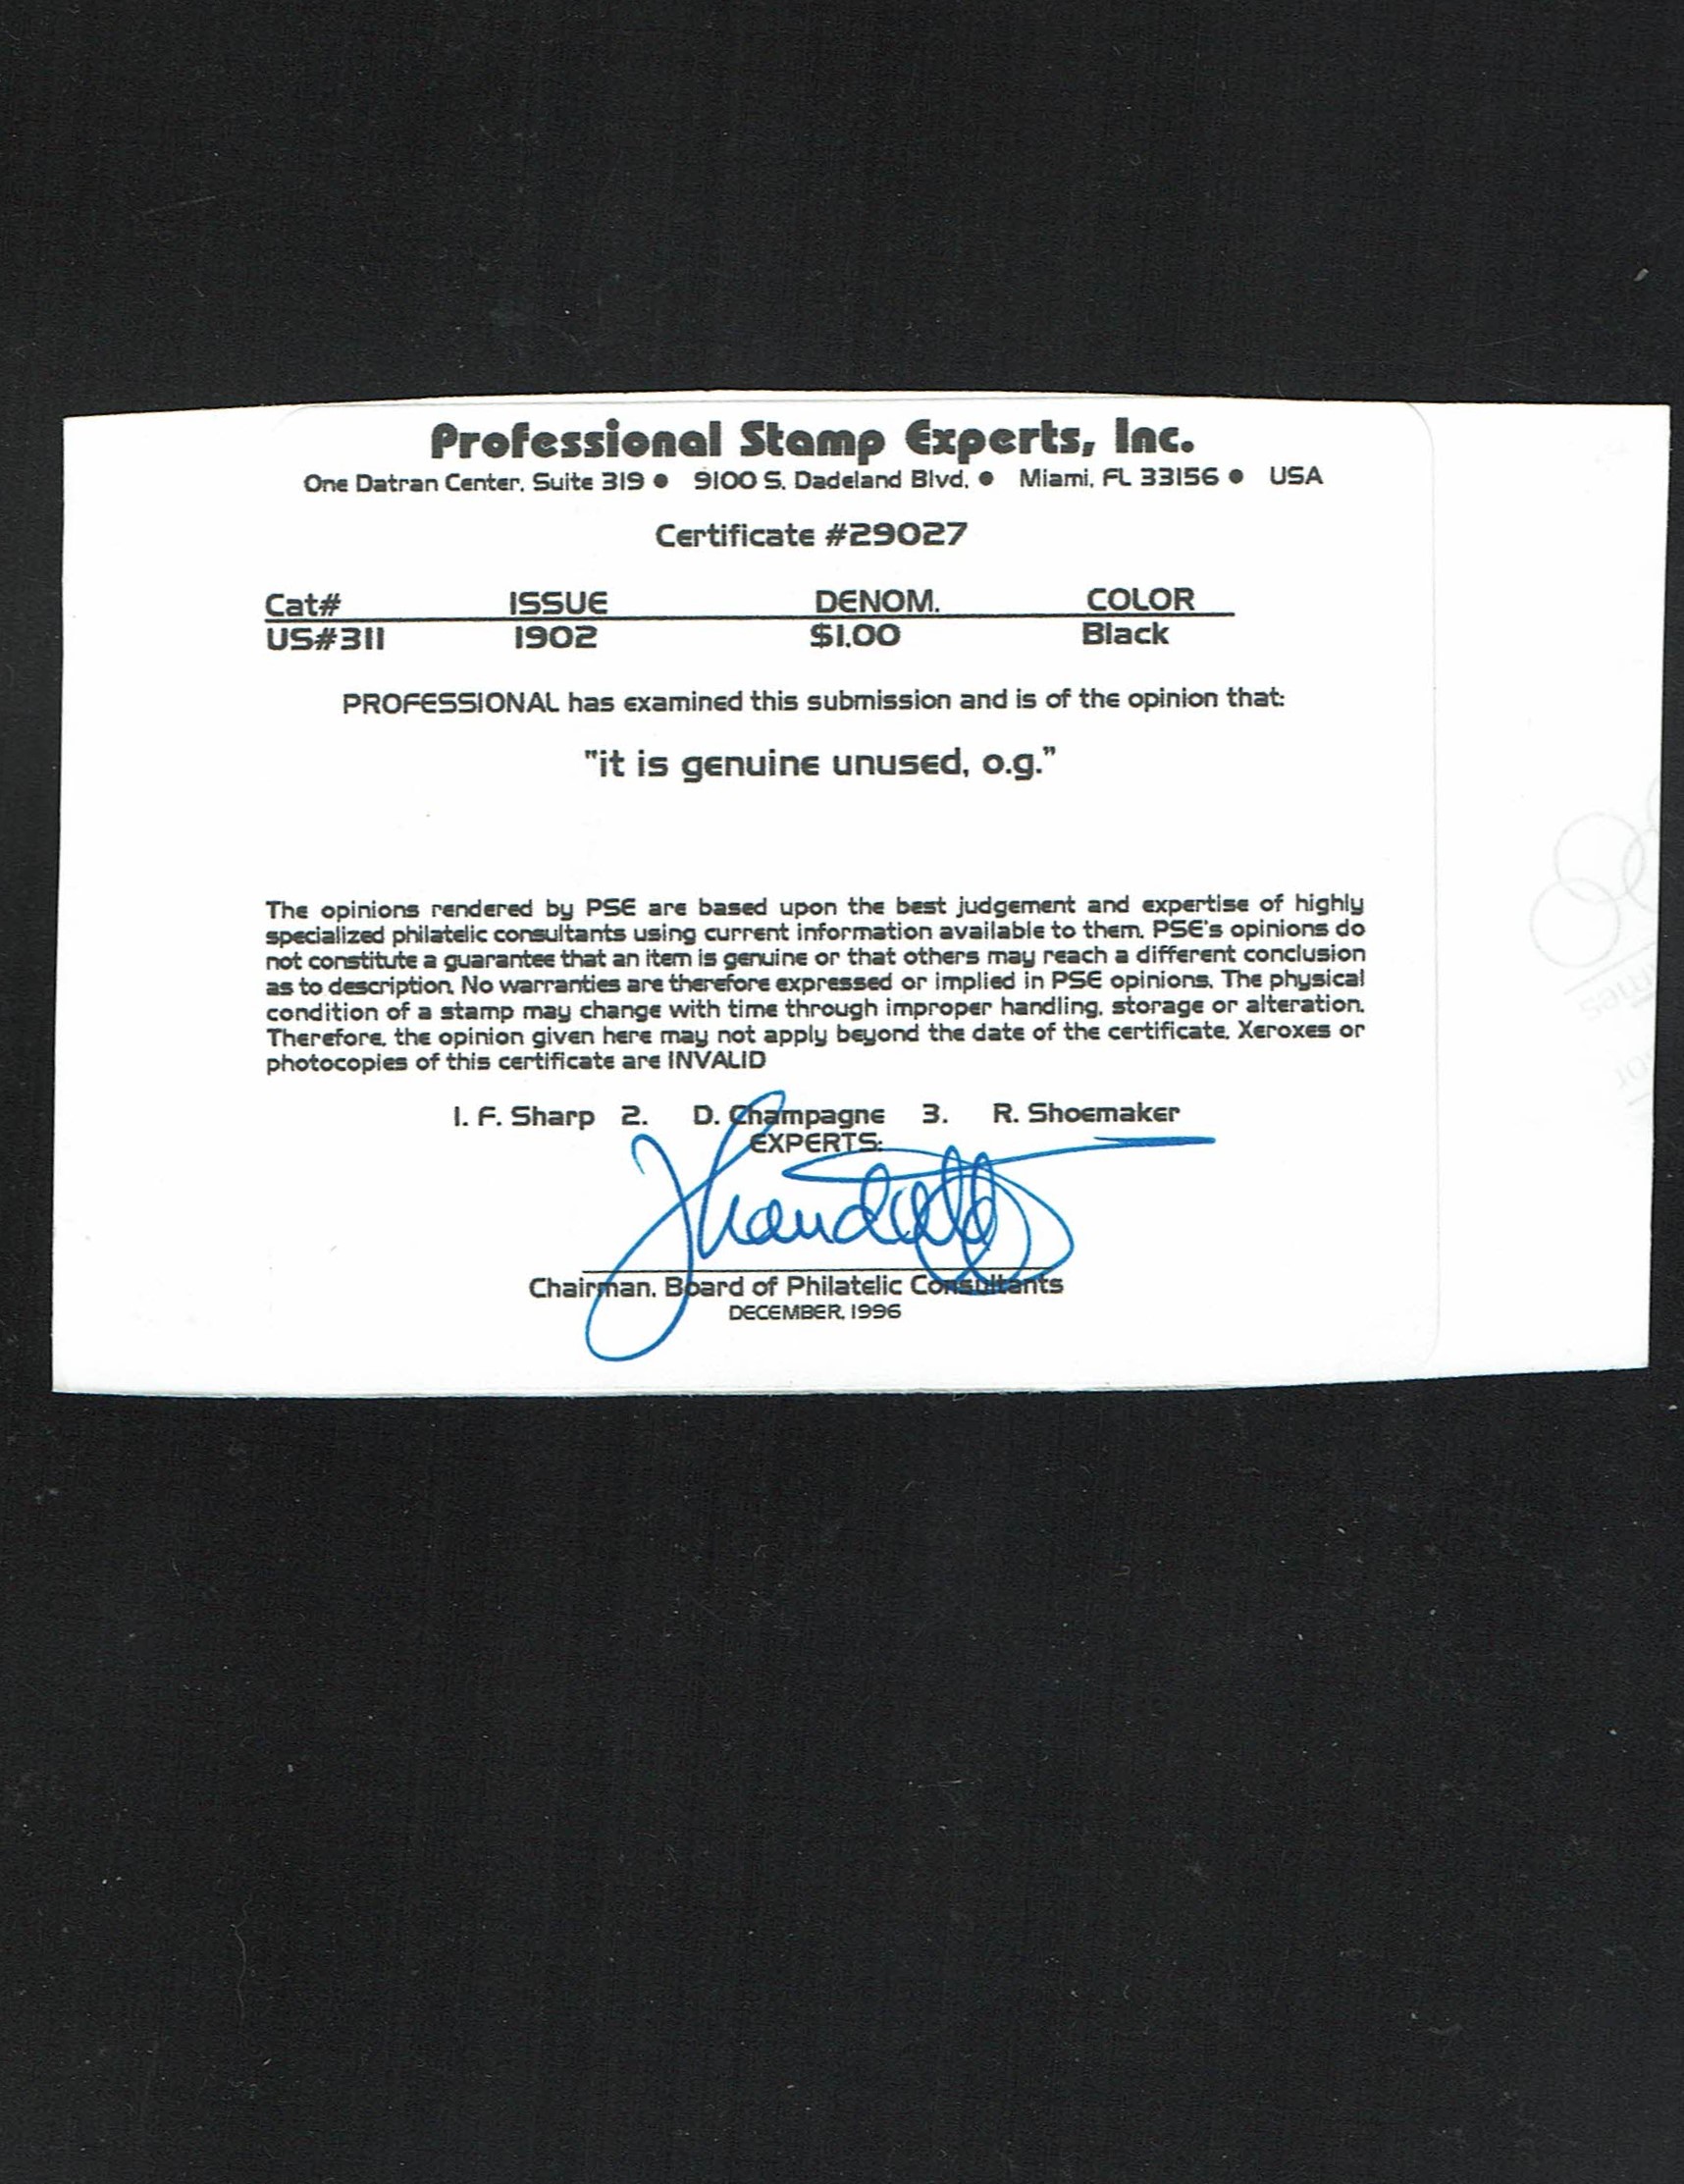 Professional Stamp Experts, Inc.
One Datran Center, Suite 319 ● 9100 S. Dadeland Blvd. ● Miami, FL 33156 ● USA
Certificate #29027
Cat# ISSUE DENOM. COLOR
US#311 1902 $1.00 Black
PROFESSIONAL has examined this submission and is of the opinion that:
"it is genuine unused, o.g."
The opinions rendered by PSE are based upon the best judgement and expertise of highly
specialized philatelic consultants using current information available to them. PSE's opinions do
not constitute a guarantee that an item is genuine or that others may reach a different conclusion
as to description. No warranties are therefore expressed or implied in PSE opinions. The physical
condition of a stamp may change with time through improper handling, storage or alteration.
Therefore, the opinion given here may not apply beyond the date of the certificate. Xeroxes or
photocopies of this certificate are INVALID
1. F. Sharp 2. D. Champagne 3. R. Shoemaker
EXPERTS:
Chairman, Board of Philatelic Consultants
DECEMBER, 1996